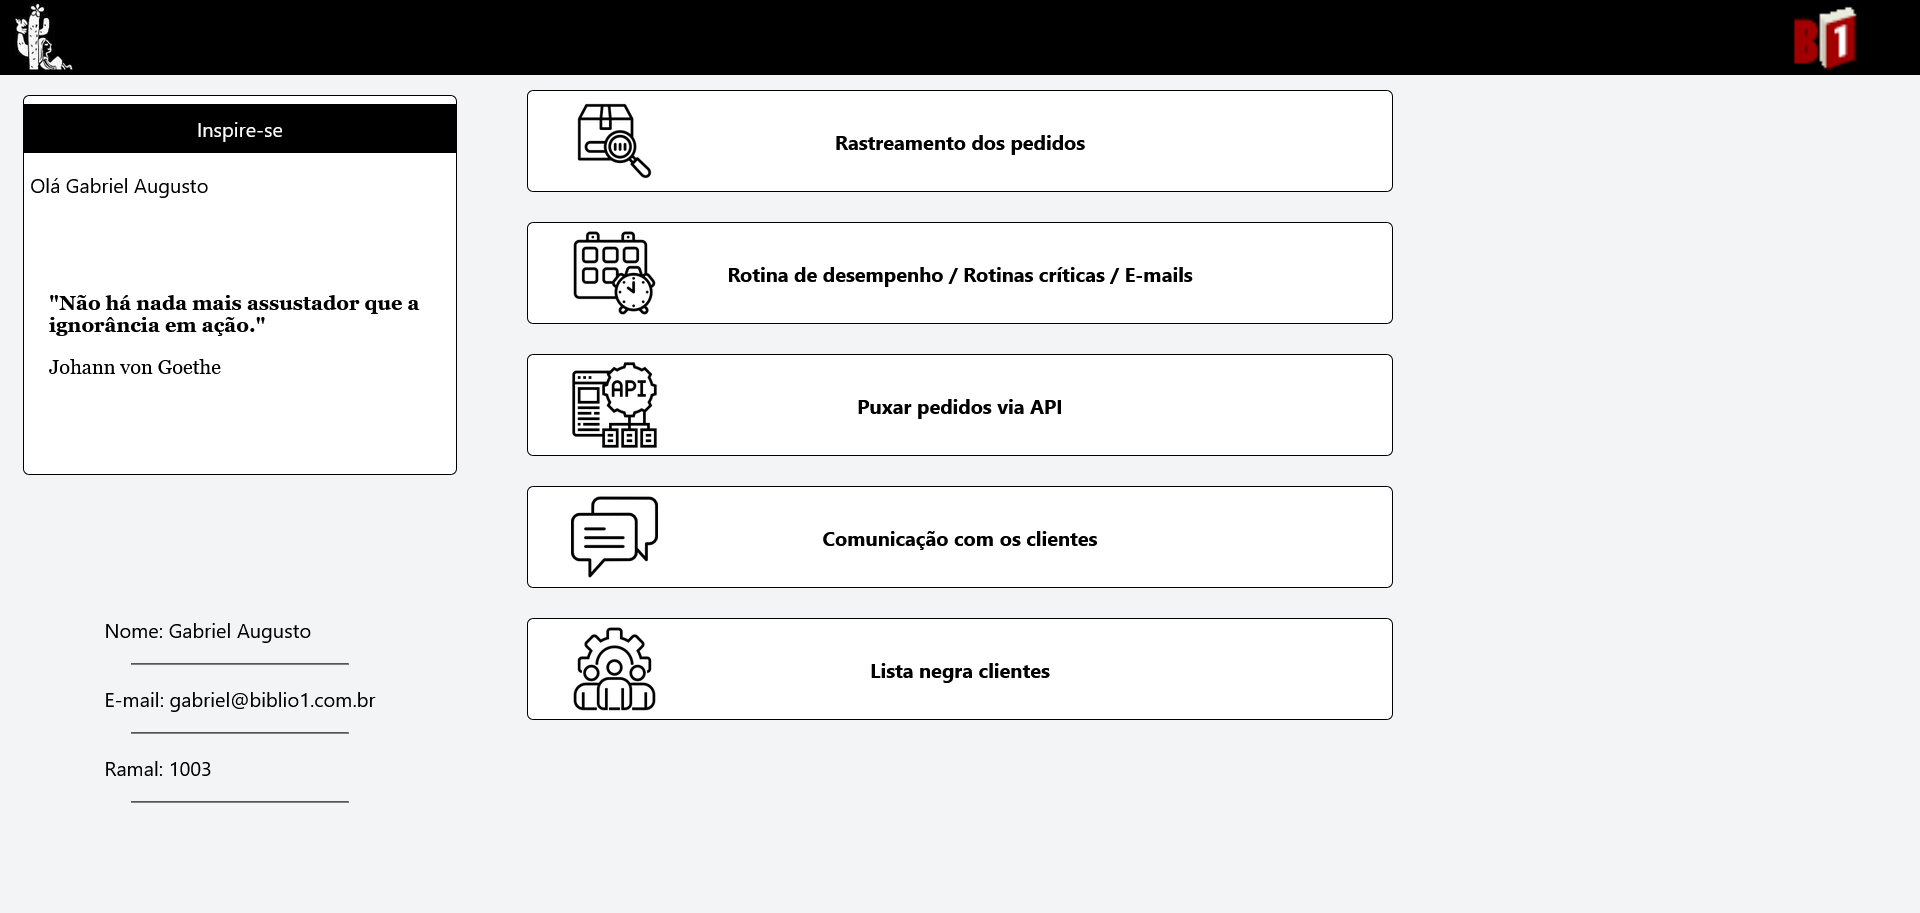 B1
Inspire-se
Olá Gabriel Augusto
"Não há nada mais assustador que a
ignorância em ação."
Johann von Goethe
Nome: Gabriel Augusto
E-mail: gabriel@biblio1.com.br
Ramal: 1003
Rastreamento dos pedidos
Rotina de desempenho / Rotinas críticas / E-mails
API
Puxar pedidos via API
Comunicação com os clientes
Lista negra clientes